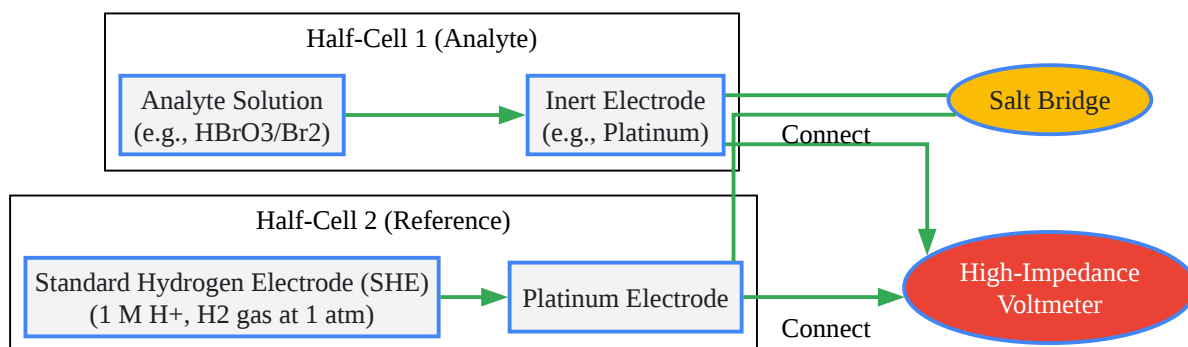 Half-Cell 1 (Analyte)
Analyte Solution
(e.g., HBrO3/Br2)
Inert Electrode
(e.g., Platinum)
Salt Bridge
Connect
Half-Cell 2 (Reference)
Standard Hydrogen Electrode (SHE)
(1 M H+, H2 gas at 1 atm)
Platinum Electrode
High-Impedance
Voltmeter
Connect